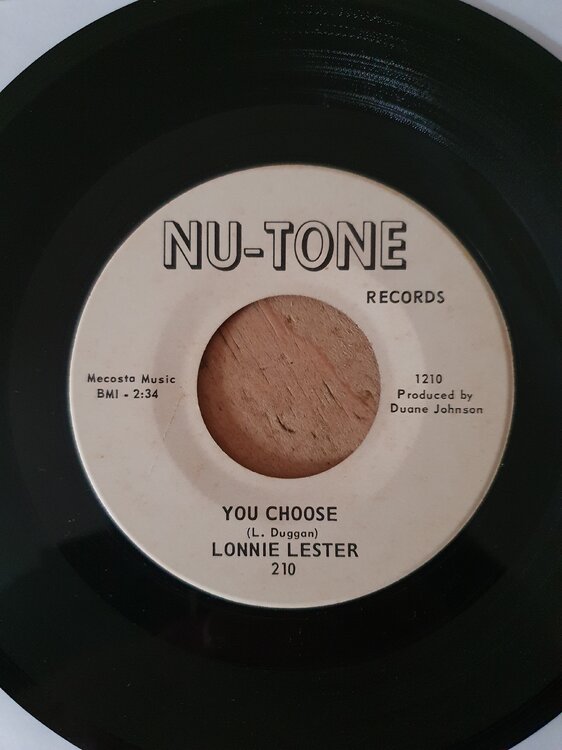 NU-TONE
RECORDS
Mecosta Music
BMI - 2:34
1210
Produced by
Duane Johnson
YOU CHOOSE
(L. Duggan)
LONNIE LESTER
210